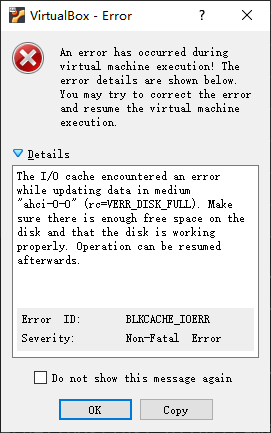 VirtualBox - Error
?
An error has occurred during
virtual machine execution! The
error details are shown below.
You may try to correct the error
and resume the virtual machine
execution.
Details
The I/O cache encountered an error
while updating data in medium
"ahci-0-0" (rc=VERR_DISK_FULL). Make
sure there is enough free space on the
disk and that the disk is working
properly. Operation can be resumed
afterwards.
Error ID: BLKCACHE_IOERR
Severity: Non-Fatal Error
Do not show this message again
OK Copy